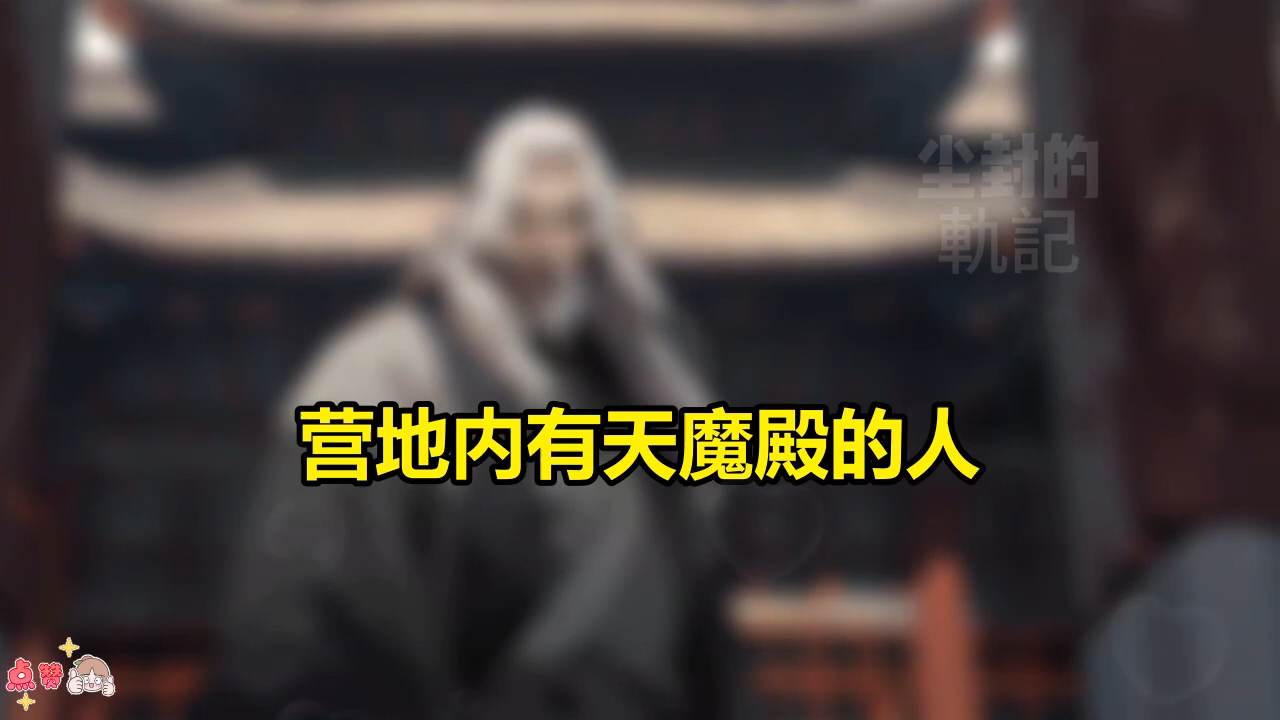 尘封的
軌記
营地内有天魔殿的人
点赞